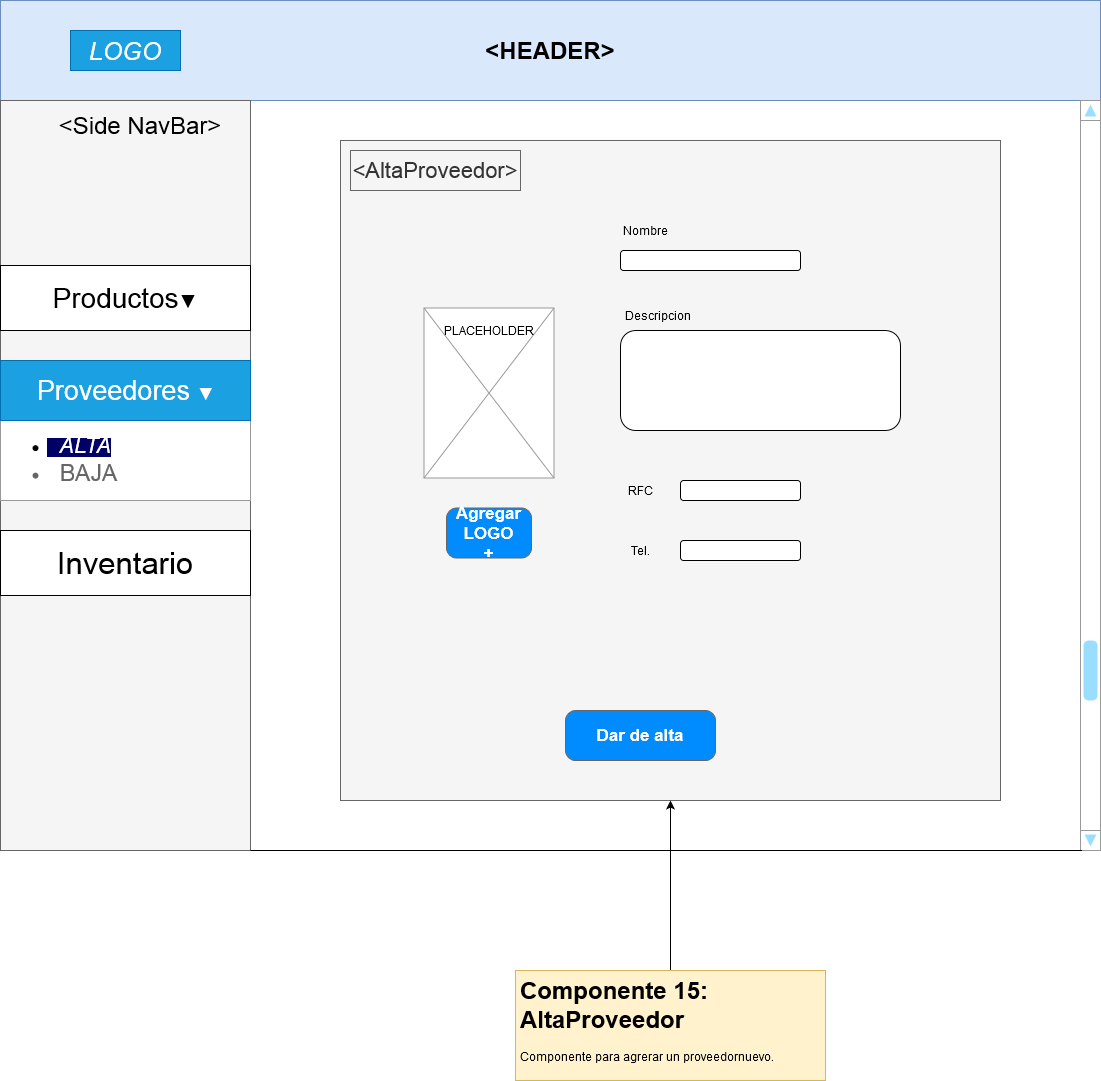 LOGO
<HEADER>
<Side NavBar>
<AltaProveedor>
Nombre
Productos▼
Descripcion
PLACEHOLDER
Proveedores ▼
• ALTA
• BAJA
RFC
Agregar
LOGO
+
Tel.
Inventario
Dar de alta
Componente 15:
AltaProveedor
Componente para agrerar un proveedornuevo.